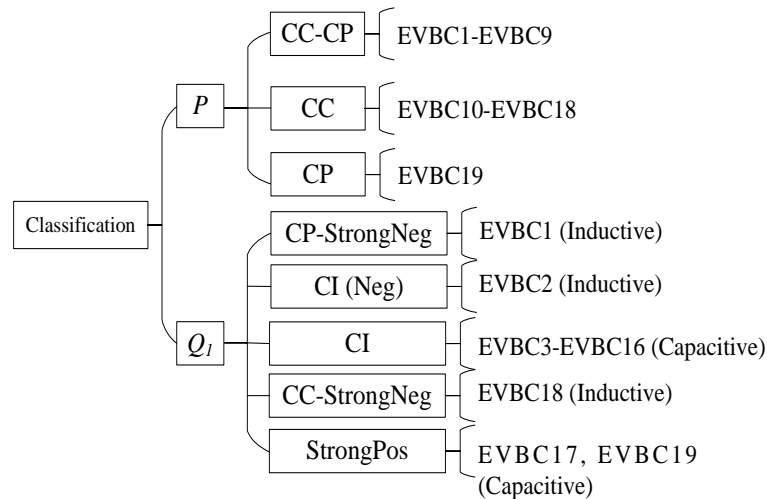 CC-CP
EVBC1-EVBC9
P
CC
EVBC10-EVBC18
CP
EVBC19
Classification
CP-StrongNeg
EVBC1 (Inductive)
CI (Neg)
EVBC2 (Inductive)
Q1
CI
EVBC3-EVBC16 (Capacitive)
CC-StrongNeg
EVBC18 (Inductive)
StrongPos
EVBC17, EVBC19
(Capacitive)